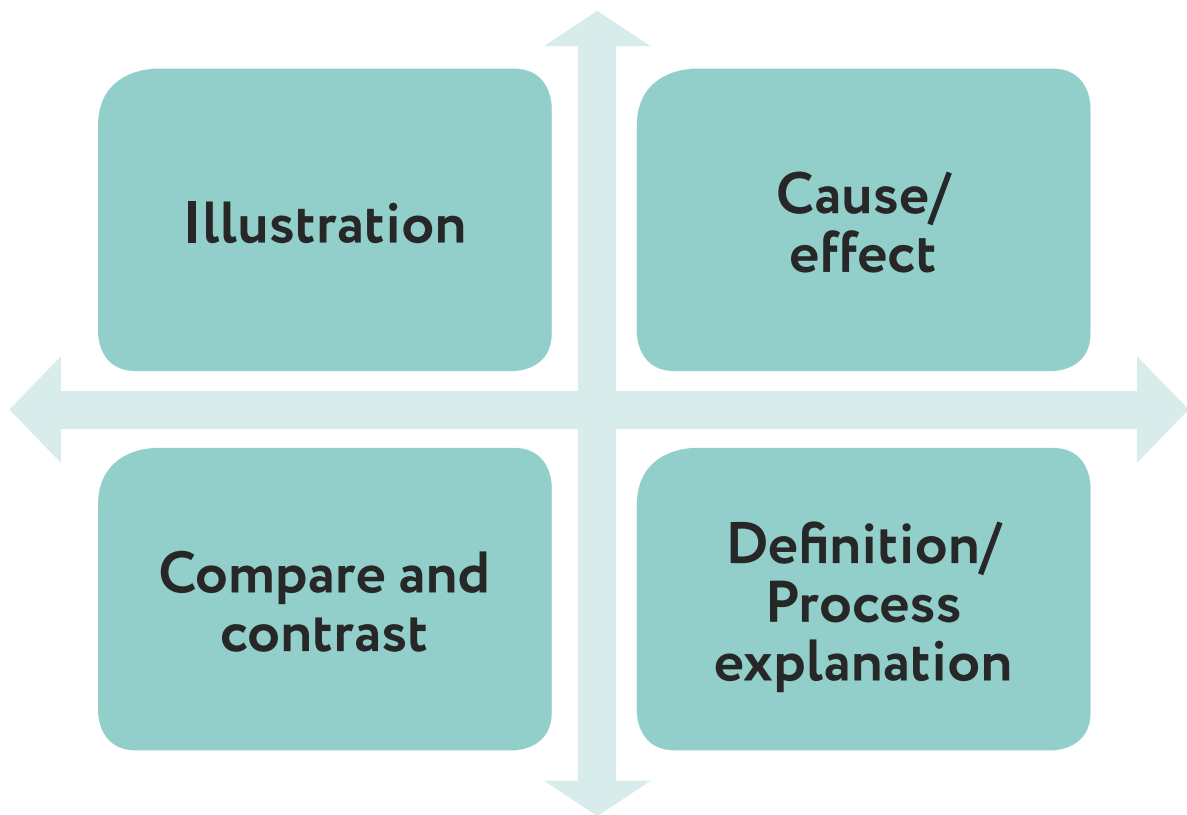 Illustration
Cause/
effect
Compare and
contrast
Definition/
Process
explanation